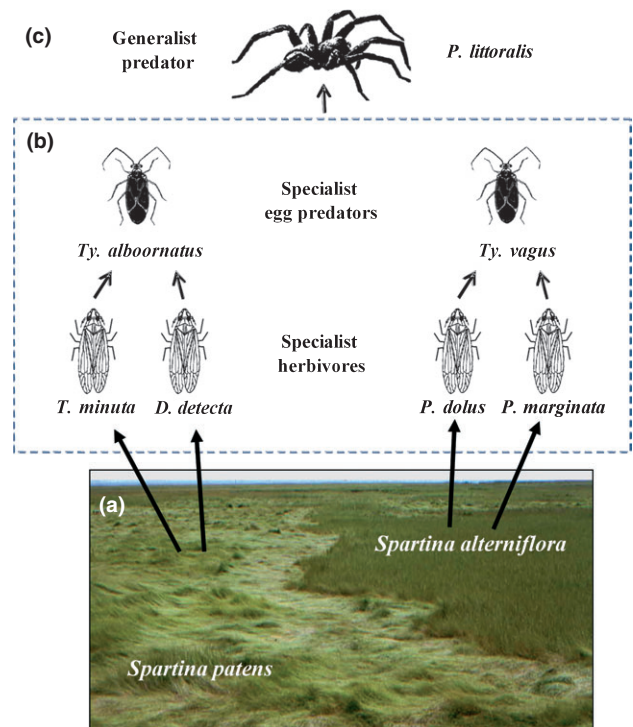 (c) Generalist predator P. littoralis
(b)
Specialist egg predators
Ty. alboornatus Ty. vagus
Specialist herbivores
T. minuta D. detecta P. dolus P. marginata
(a)
Spartina alterniflora
Spartina patens